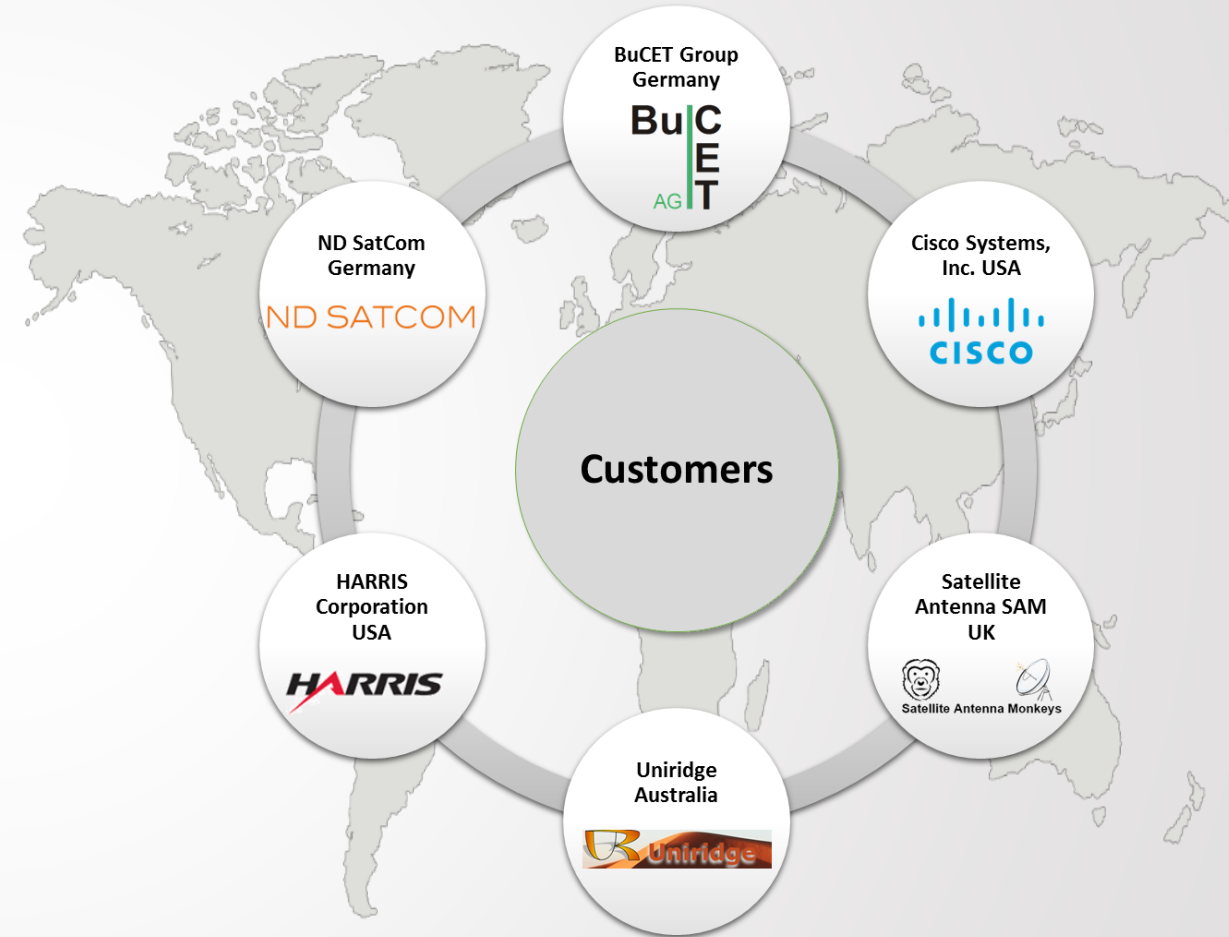 BuCET Group
Germany
Bu C
E
AG T
ND SatCom
Germany
ND SATCOM
Cisco Systems,
Inc. USA
CISCO
Customers
HARRIS
Corporation
USA
HARRIS
Satellite
Antenna SAM
UK
Satellite Antenna Monkeys
Uniridge
Australia
UR Uniridge